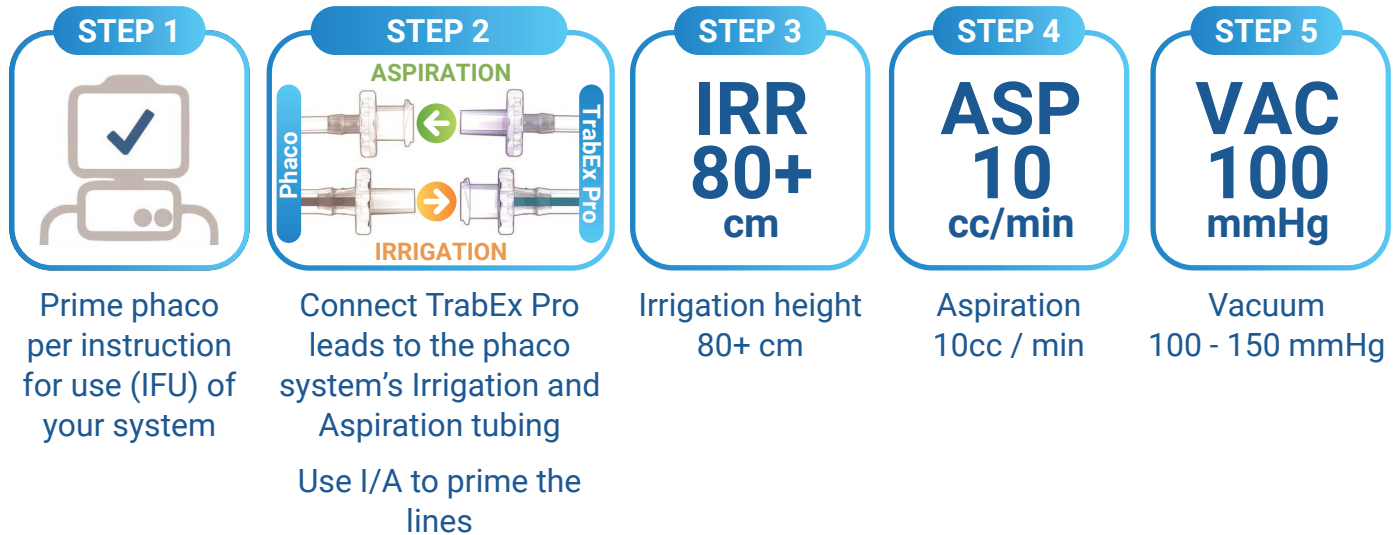 STEP 1
Prime phaco
per instruction
for use (IFU) of
your system
STEP 2
ASPIRATION
Phaco
TrabEx Pro
IRRIGATION
Connect TrabEx Pro
leads to the phaco
system’s Irrigation and
Aspiration tubing
Use I/A to prime the
lines
STEP 3
IRR
80+
cm
Irrigation height
80+ cm
STEP 4
ASP
10
cc/min
Aspiration
10cc / min
STEP 5
VAC
100
mmHg
Vacuum
100 - 150 mmHg